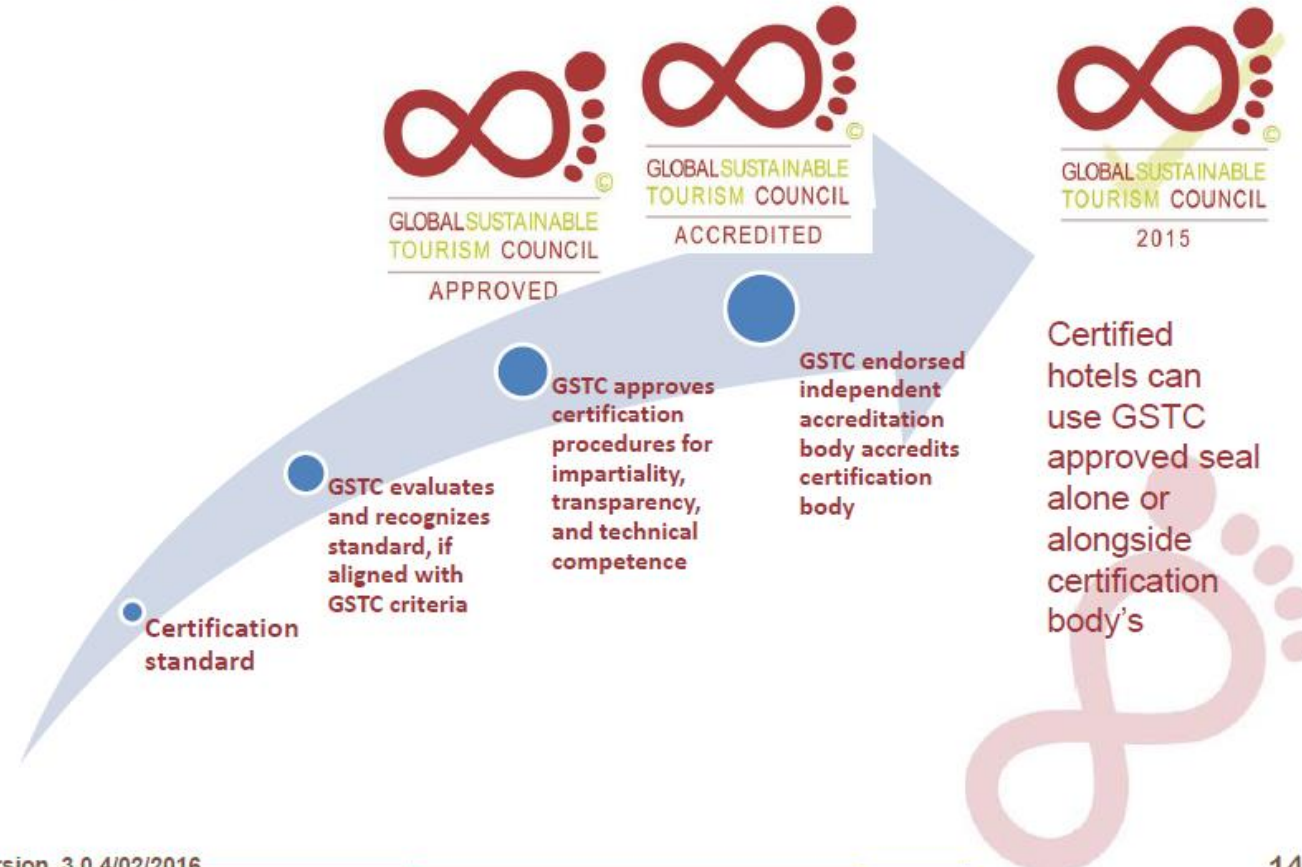 GLOBAL SUSTAINABLE
TOURISM COUNCIL
APPROVED
©
GLOBAL SUSTAINABLE
TOURISM COUNCIL
ACCREDITED
©
GLOBAL SUSTAINABLE
TOURISM COUNCIL
2015
©
Certification
standard
GSTC evaluates
and recognizes
standard, if
aligned with
GSTC criteria
GSTC approves
certification
procedures for
impartiality,
transparency,
and technical
competence
GSTC endorsed
independent
accreditation
body accredits
certification
body
Certified
hotels can
use GSTC
approved seal
alone or
alongside
certification
body's
3.0 4/02/2016
14